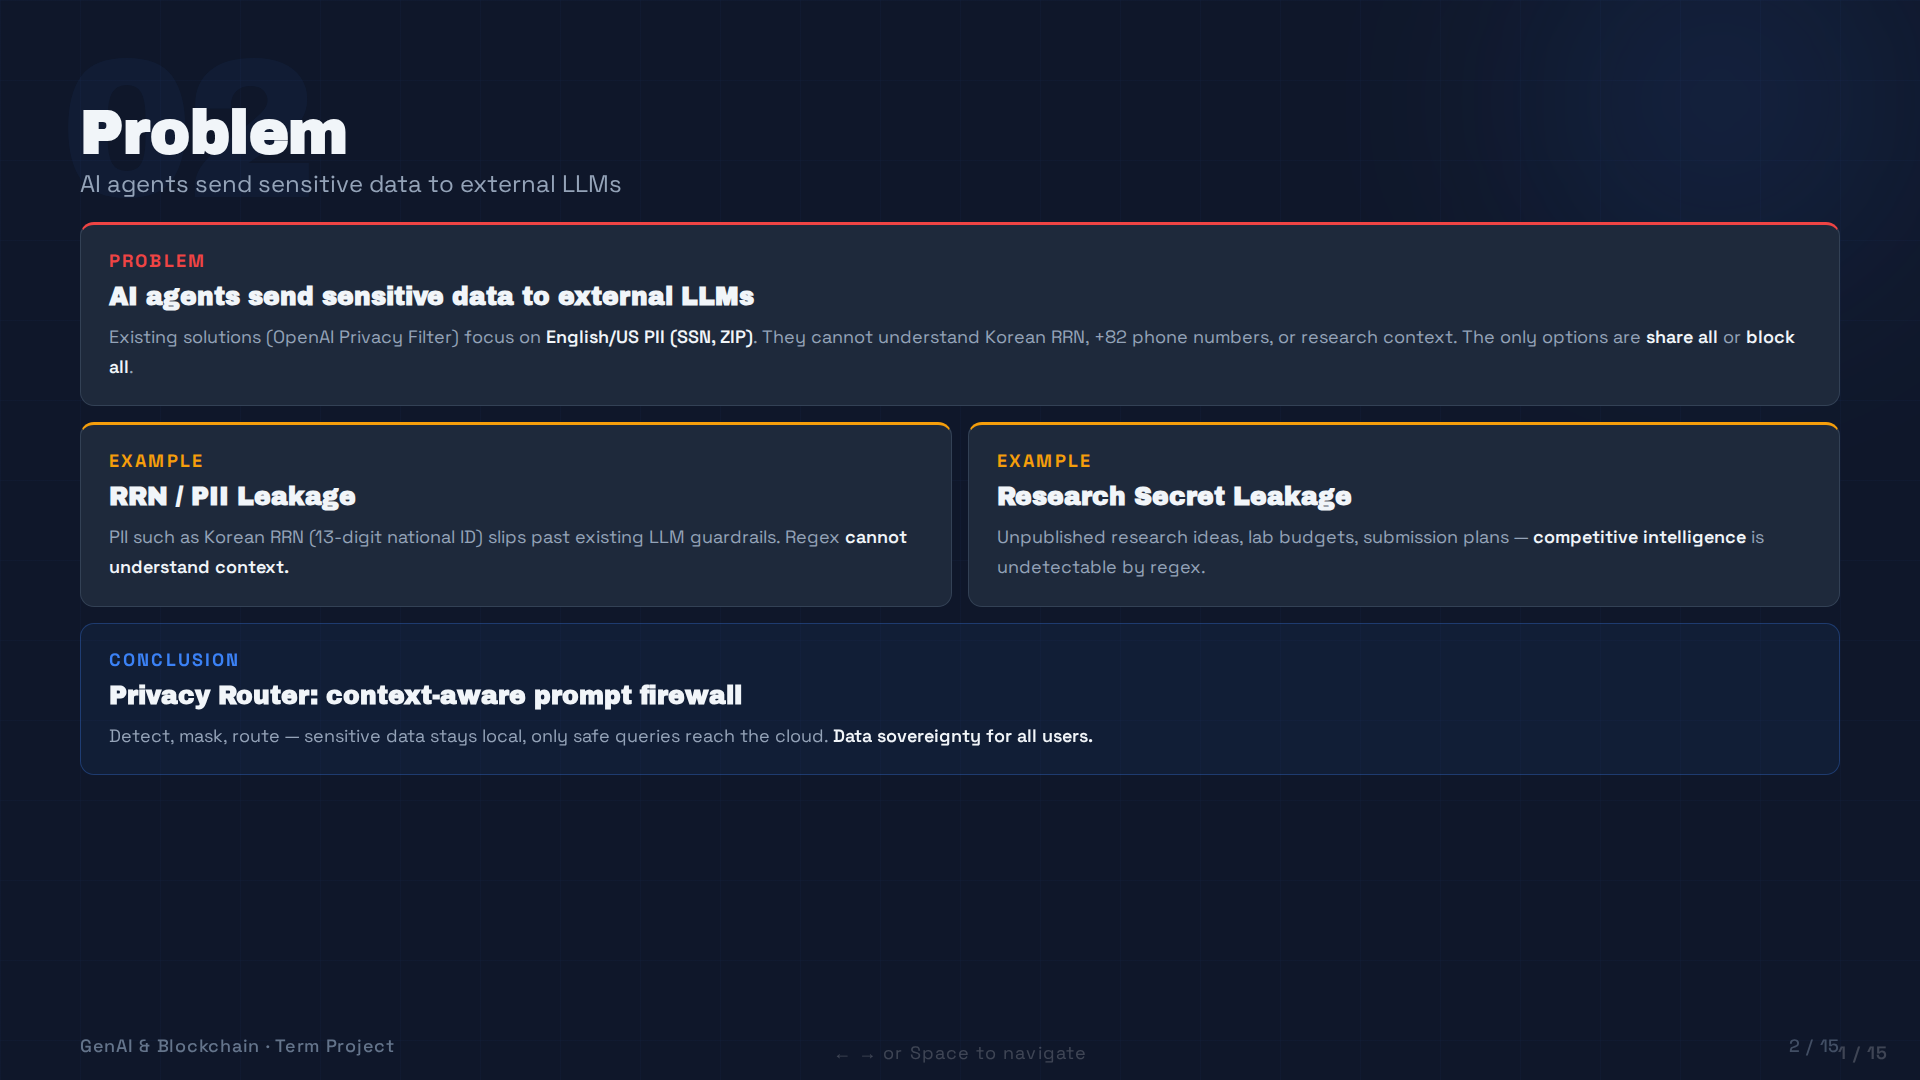 02
Problem
AI agents send sensitive data to external LLMs
PROBLEM
AI agents send sensitive data to external LLMs
Existing solutions (OpenAI Privacy Filter) focus on English/US PII (SSN, ZIP). They cannot understand Korean RRN, +82 phone numbers, or research context. The only options are share all or block
all.
EXAMPLE
RRN / PII Leakage
PII such as Korean RRN (13-digit national ID) slips past existing LLM guardrails. Regex cannot
understand context.
EXAMPLE
Research Secret Leakage
Unpublished research ideas, lab budgets, submission plans — competitive intelligence is
undetectable by regex.
CONCLUSION
Privacy Router: context-aware prompt firewall
Detect, mask, route — sensitive data stays local, only safe queries reach the cloud. Data sovereignty for all users.
GenAI & Blockchain · Term Project
← → or Space to navigate
2 / 15
1 / 15